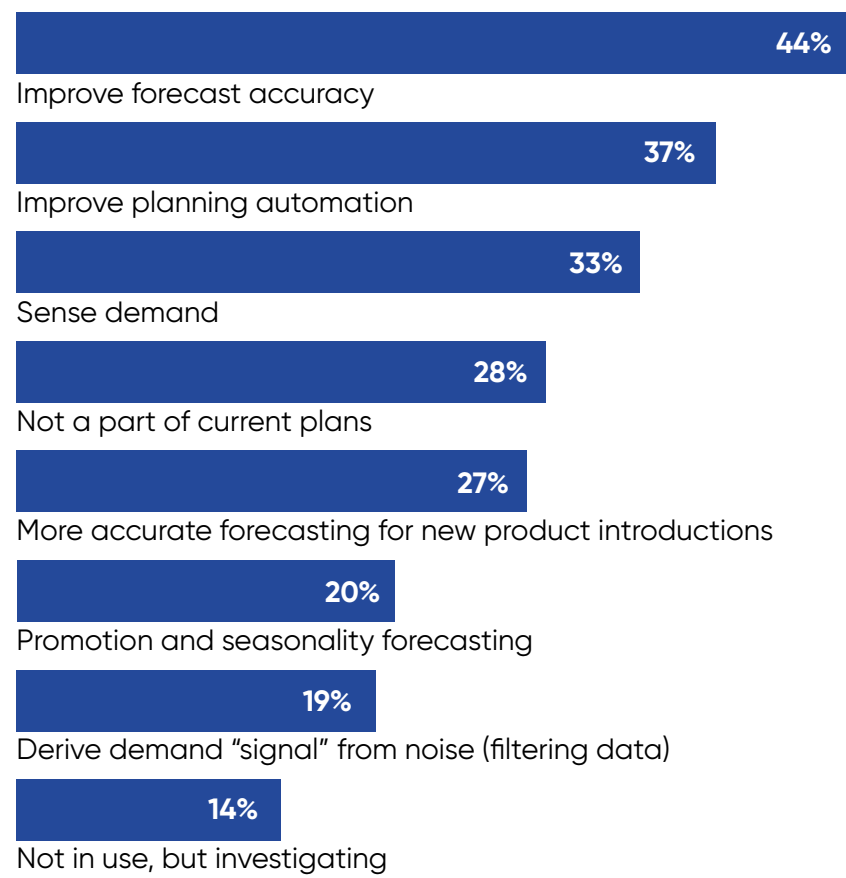 44%
Improve forecast accuracy
37%
Improve planning automation
33%
Sense demand
28%
Not a part of current plans
27%
More accurate forecasting for new product introductions
20%
Promotion and seasonality forecasting
19%
Derive demand “signal” from noise (filtering data)
14%
Not in use, but investigating